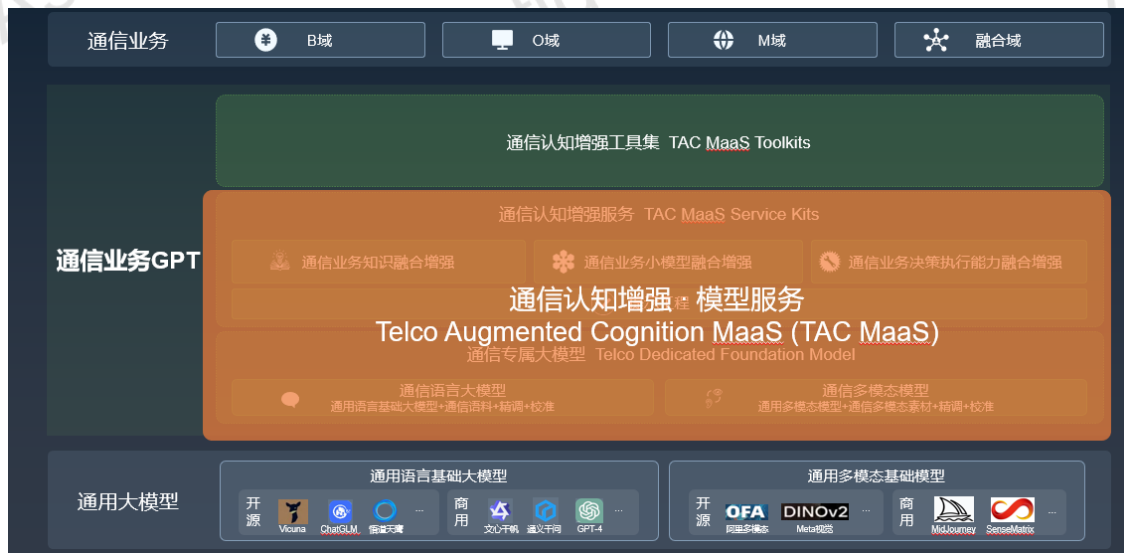 通信业务
B域
O域
M域
融合域
通信认知增强工具集 TAC MaaS Toolkits
通信业务GPT
通信认知增强服务 TAC MaaS Service Kits
通信业务知识融合增强
通信业务小模型融合增强
通信业务决策执行能力融合增强
程
通信认知增强 模型服务
Telco Augmented Cognition MaaS (TAC MaaS)
通信专属大模型 Telco Dedicated Foundation Model
通信语言大模型
通用语言基础大模型+通信语料+精调+校准
通信多模态模型
通用多模态模型+通信多模态素材+精调+校准
通用大模型
通用语言基础大模型
开源
Vicuna
ChatGLM
悟道天鹰
...
商用
文心千帆
通义千问
GPT-4
...
通用多模态基础模型
开源
OFA
阿里多模态
DINOv2
Meta视觉
...
商用
MidJourney
SenseMatrix
...